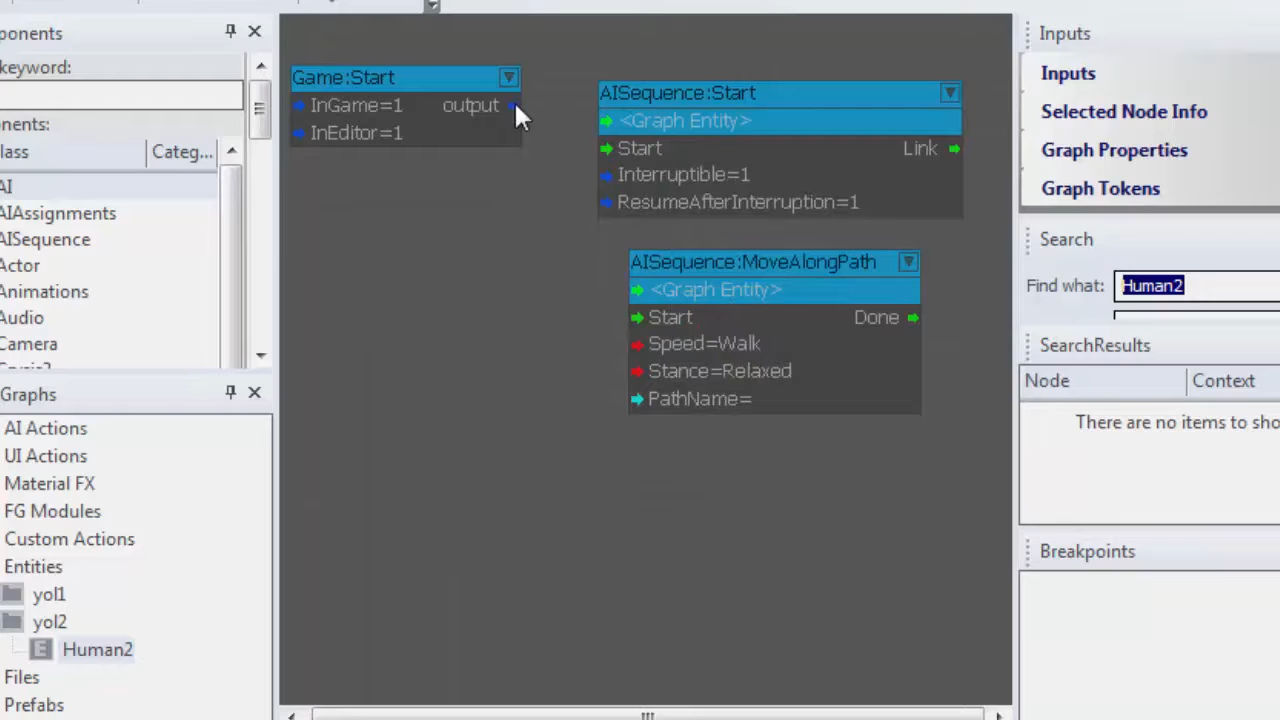 ponents
keyword:
onents:
lass Categ...
AI
AIAssignments
AISequence
Actor
Animations
Audio
Camera
Graphs
AI Actions
UI Actions
Material FX
FG Modules
Custom Actions
Entities
yol1
yol2
E Human2
Files
Prefabs
Game:Start
InGame=1 output
InEditor=1
AISequence:Start
<Graph Entity>
Start Link
Interruptible=1
ResumeAfterInterruption=1
AISequence:MoveAlongPath
<Graph Entity>
Start Done
Speed=Walk
Stance=Relaxed
PathName=
Inputs
Inputs
Selected Node Info
Graph Properties
Graph Tokens
Search
Find what: Human2
SearchResults
Node Context
There are no items to sho
Breakpoints